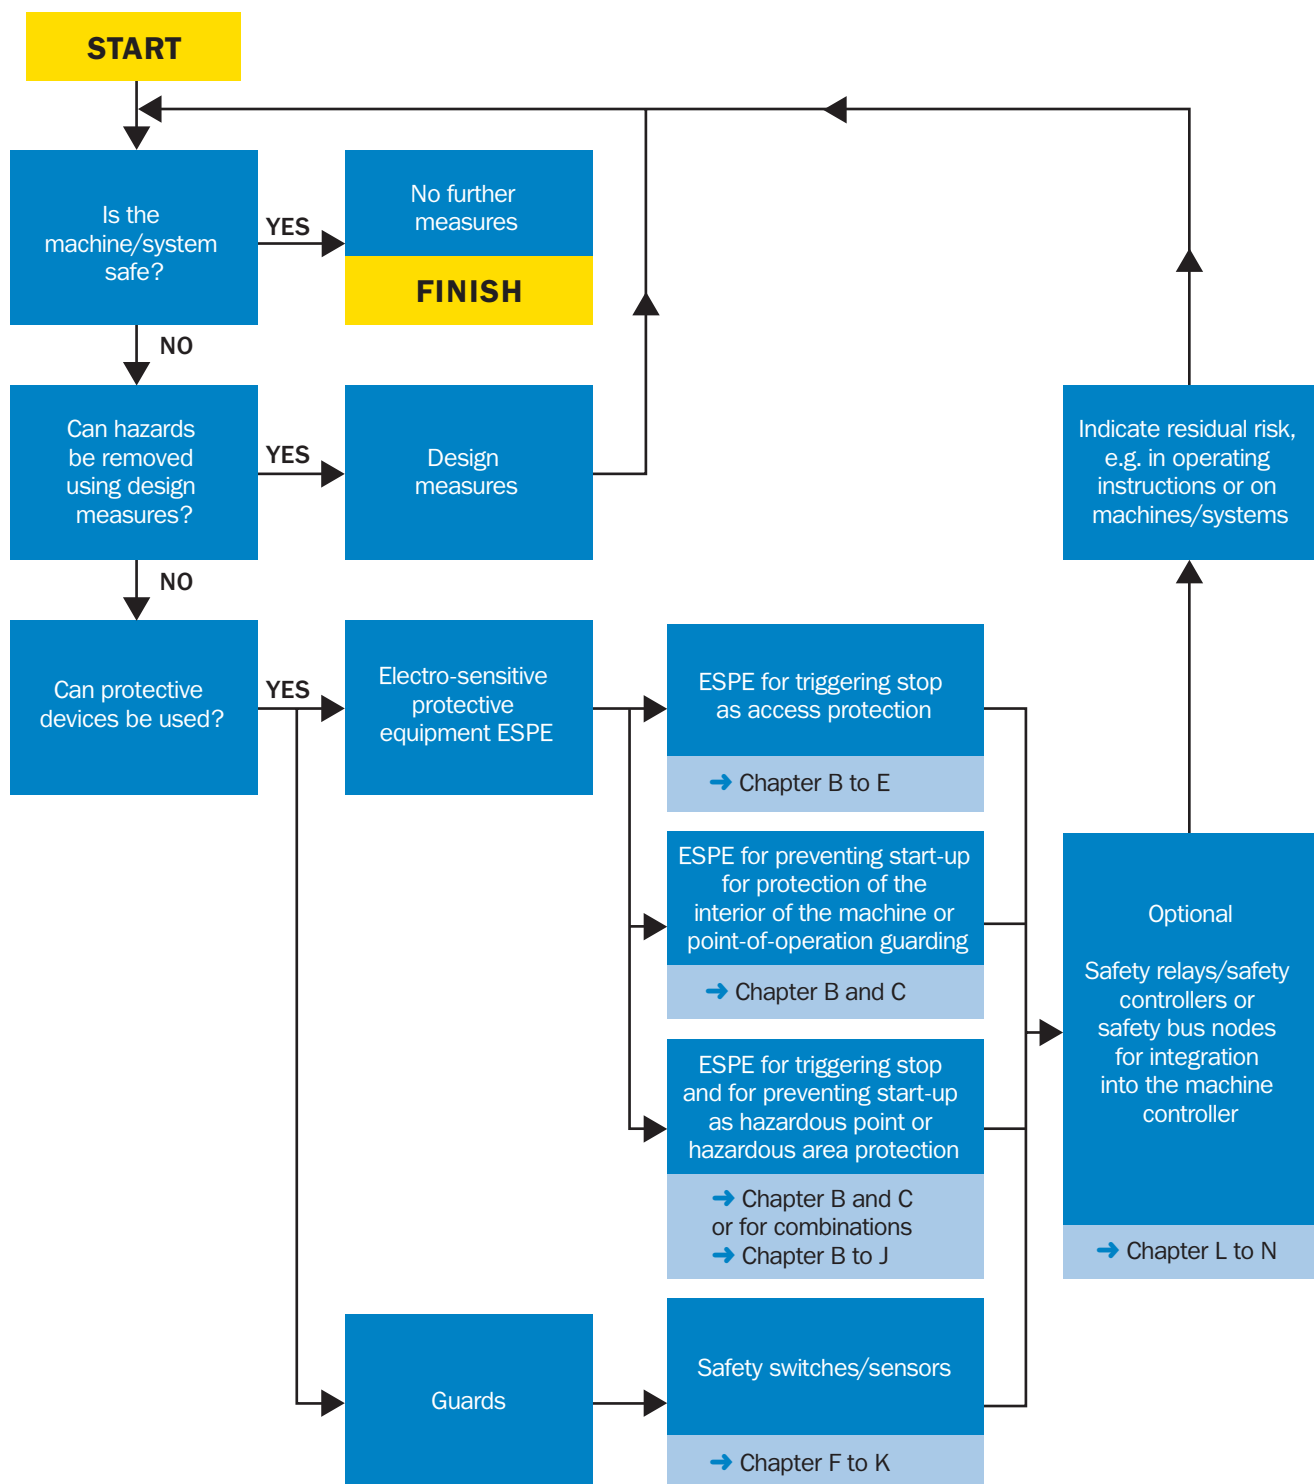 START
Is the
machine/system
safe?
YES
No further
measures
FINISH
NO
Can hazards
be removed
using design
measures?
YES
Design
measures
Indicate residual risk,
e.g. in operating
instructions or on
machines/systems
NO
Can protective
devices be used?
YES
Electro-sensitive
protective
equipment ESPE
ESPE for triggering stop
as access protection
➜ Chapter B to E
ESPE for preventing start-up
for protection of the
interior of the machine or
point-of-operation guarding
➜ Chapter B and C
ESPE for triggering stop
and for preventing start-up
as hazardous point or
hazardous area protection
➜ Chapter B and C
or for combinations
➜ Chapter B to J
Optional
Safety relays/safety
controllers or
safety bus nodes
for integration
into the machine
controller
➜ Chapter L to N
Guards
Safety switches/sensors
➜ Chapter F to K